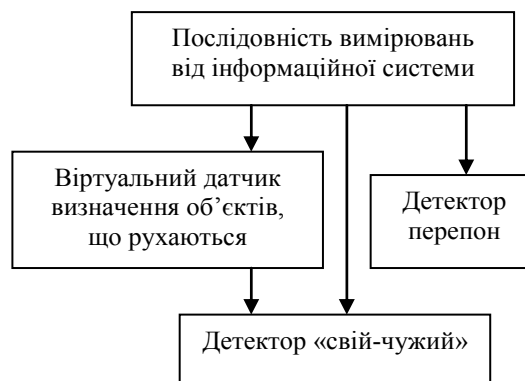 Послідовність вимірювань
від інформаційної системи
Віртуальний датчик
визначення об’єктів,
що рухаються
Детектор
перепон
Детектор «свій-чужий»